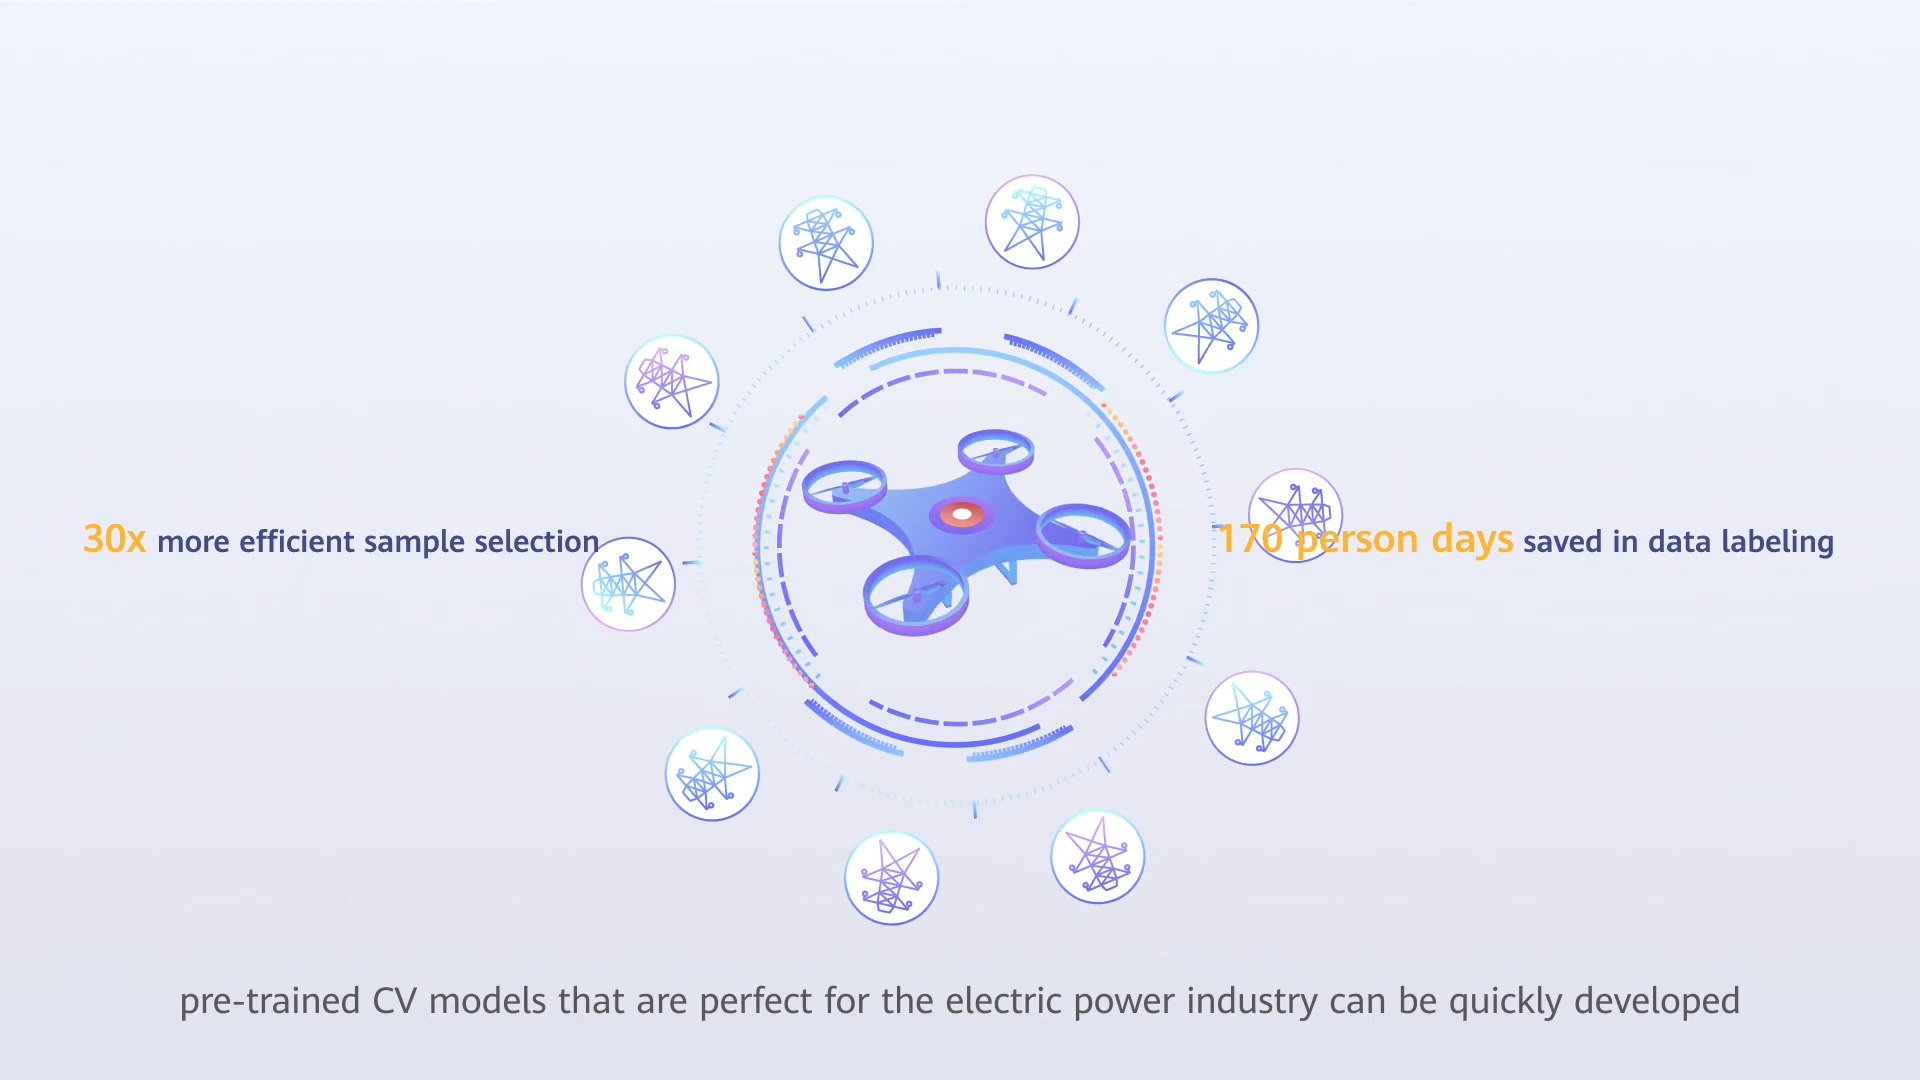 30x more efficient sample selection
170 person days saved in data labeling
pre-trained CV models that are perfect for the electric power industry can be quickly developed